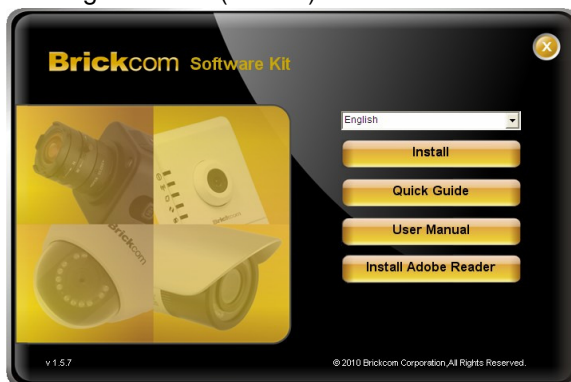 Brickcom Software Kit
English
Install
Quick Guide
User Manual
Install Adobe Reader
Brickcom
v 1.5.7
© 2010 Brickcom Corporation,All Rights Reserved.